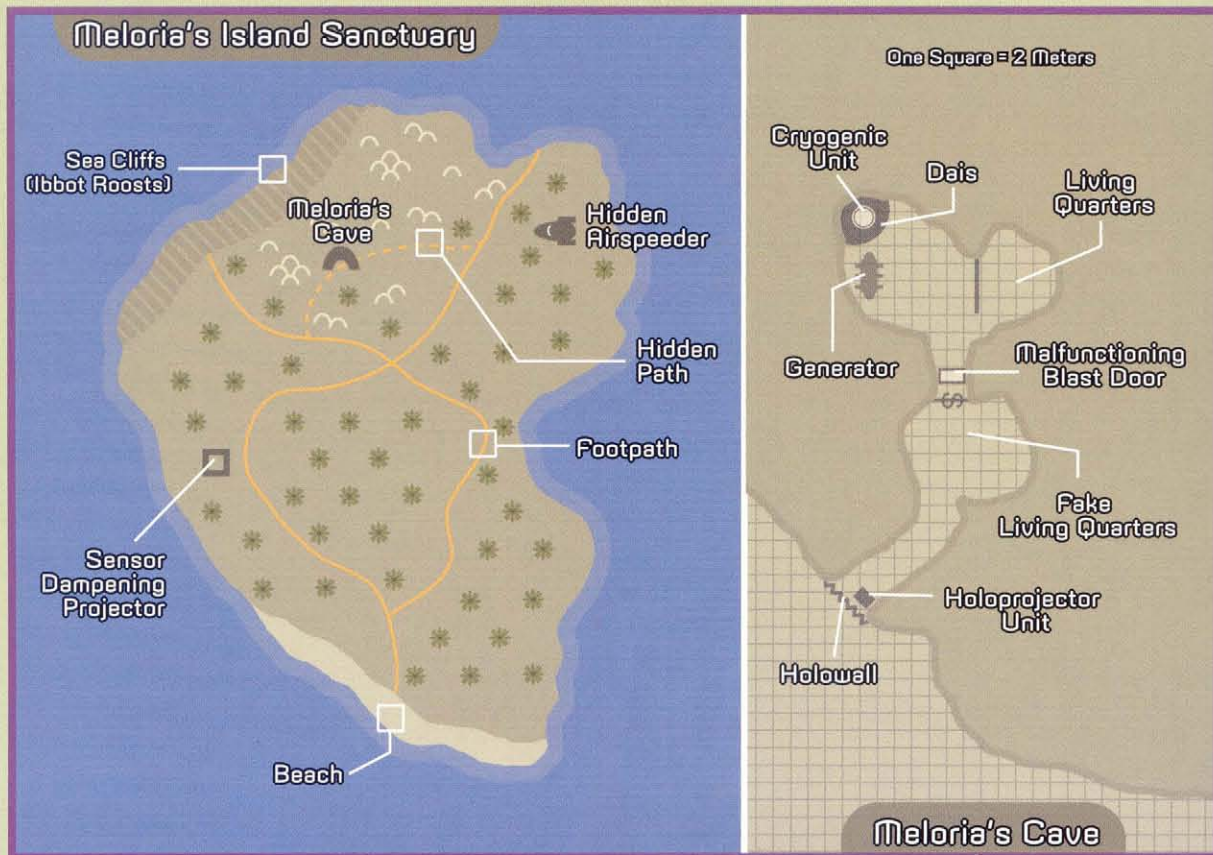 Meloria's Island Sanctuary
Sea Cliffs
(Ibbot Roosts)
Meloria's
Cave
Hidden
Airspeeder
Hidden
Path
Footpath
Sensor
Dampening
Projector
Beach
One Square = 2 Meters
Cryogenic
Unit
Dais
Living
Quarters
Generator
Malfunctioning
Blast Door
$
Fake
Living Quarters
Holoprojector
Unit
Holowall
Meloria's Cave